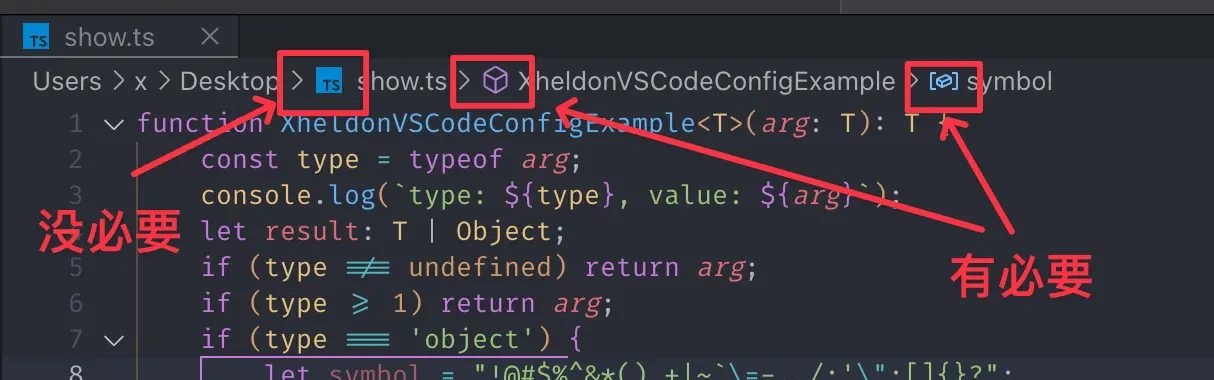 TS show.ts ×
Users > x > Desktop > TS show.ts > XheldonVSCodeConfigExample > symbol
1 function XheldonVSCodeConfigExample<T>(arg: T): T {
2 const type = typeof arg;
3 console.log(`type: ${type}, value: ${arg}`);
没必要
4 let result: T | Object;
5 if (type !== undefined) return arg;
有必要
6 if (type >= 1) return arg;
7 if (type === 'object') {
8 let symbol = "!@#$%^&*()_+|~`\=-,./;'\":[]{}?";